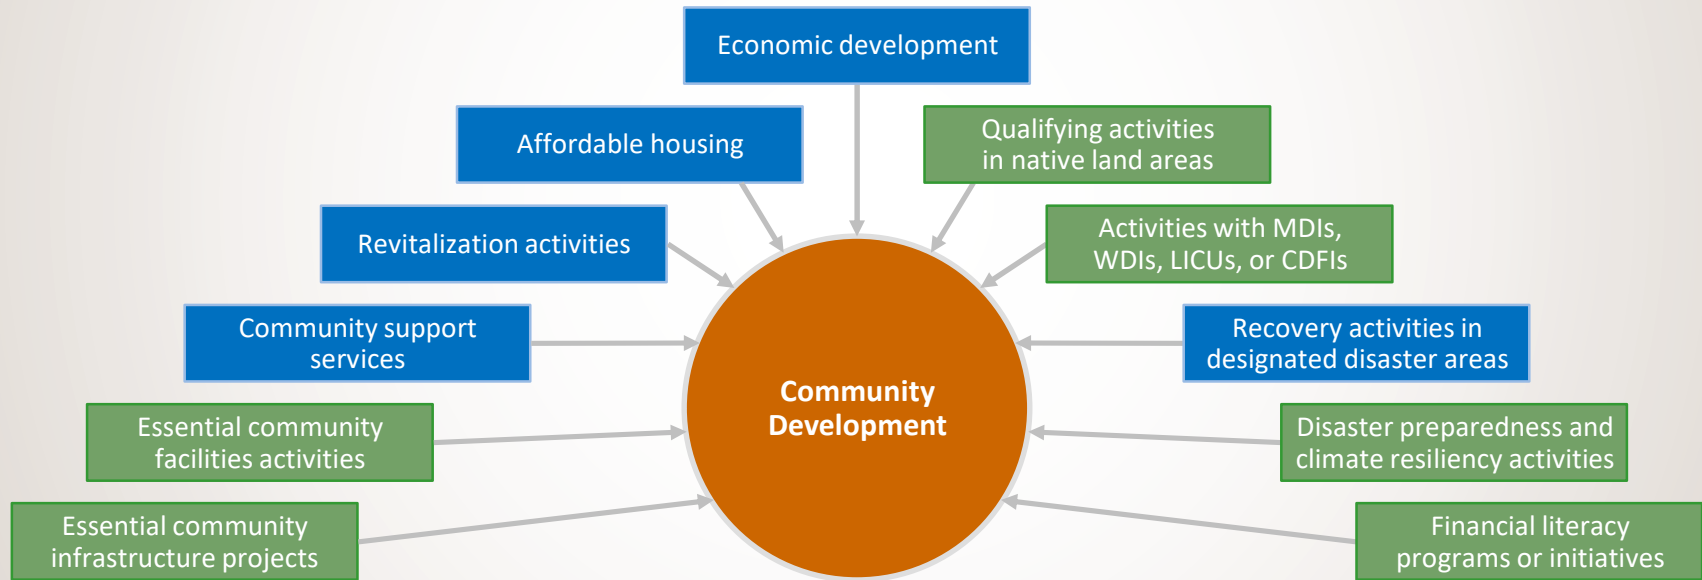 Economic development
Affordable housing
Qualifying activities
in native land areas
Revitalization activities
Activities with MDIs,
WDIs, LICUs, or CDFIs
Community support
services
Recovery activities in
designated disaster areas
Community
Development
Essential community
facilities activities
Disaster preparedness and
climate resiliency activities
Essential community
infrastructure projects
Financial literacy
programs or initiatives